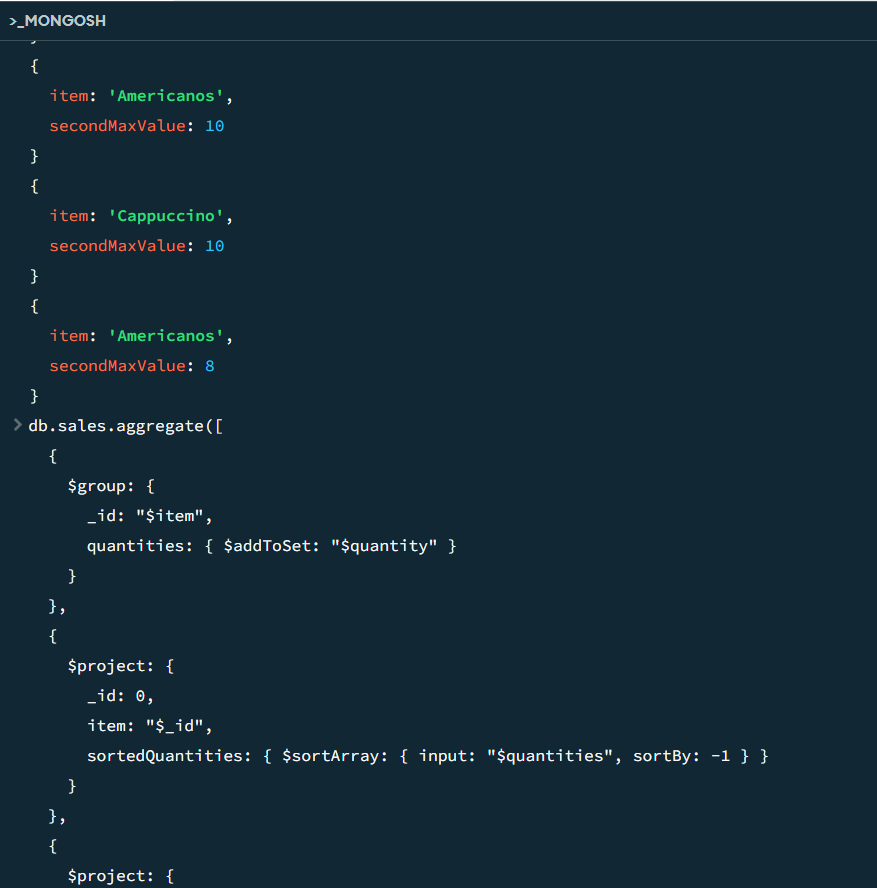 >_MONGOSH
}
{
item: 'Americanos',
secondMaxValue: 10
}
{
item: 'Cappuccino',
secondMaxValue: 10
}
{
item: 'Americanos',
secondMaxValue: 8
}
> db.sales.aggregate([
{
$group: {
_id: "$item",
quantities: { $addToSet: "$quantity" }
}
},
{
$project: {
_id: 0,
item: "$_id",
sortedQuantities: { $sortArray: { input: "$quantities", sortBy: -1 } }
}
},
{
$project: {